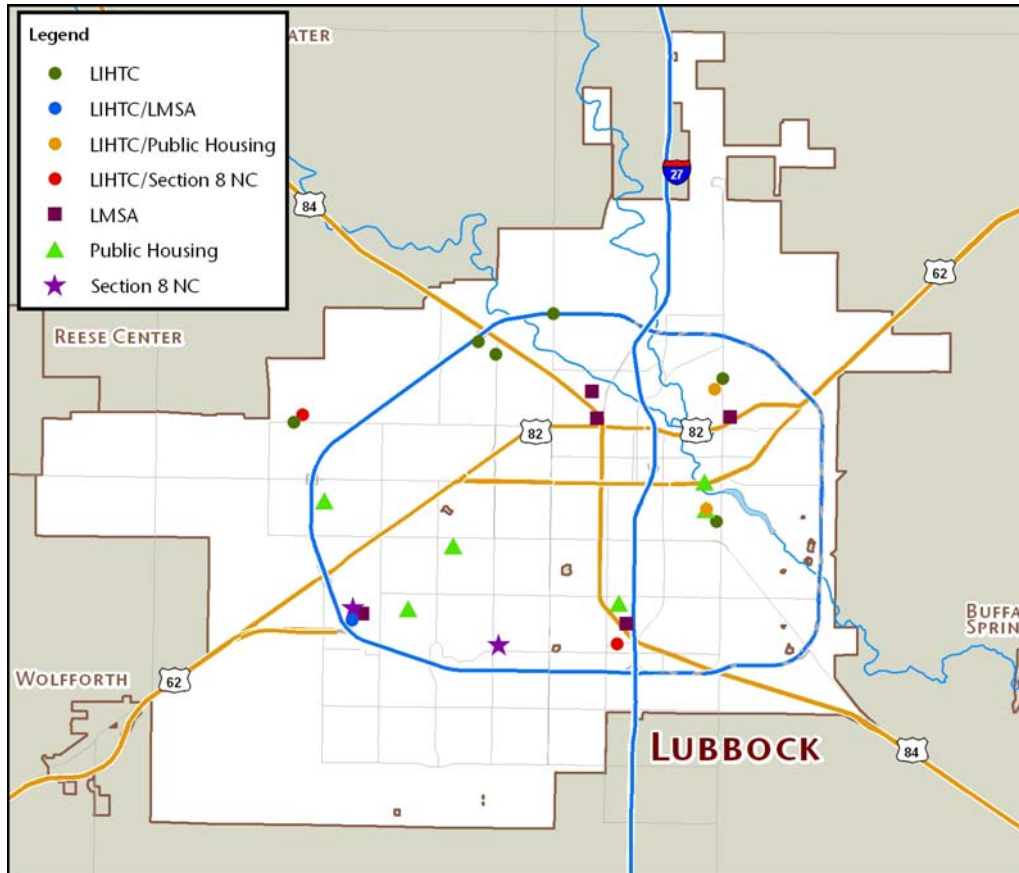 Legend
LIHTC
LIHTC/LMSA
LIHTC/Public Housing
LIHTC/Section 8 NC
LMSA
Public Housing
Section 8 NC
ATER
27
84
62
REESE CENTER
82
82
WOLFFORTH
62
BUFFA
SPRIN
LUBBOCK
84